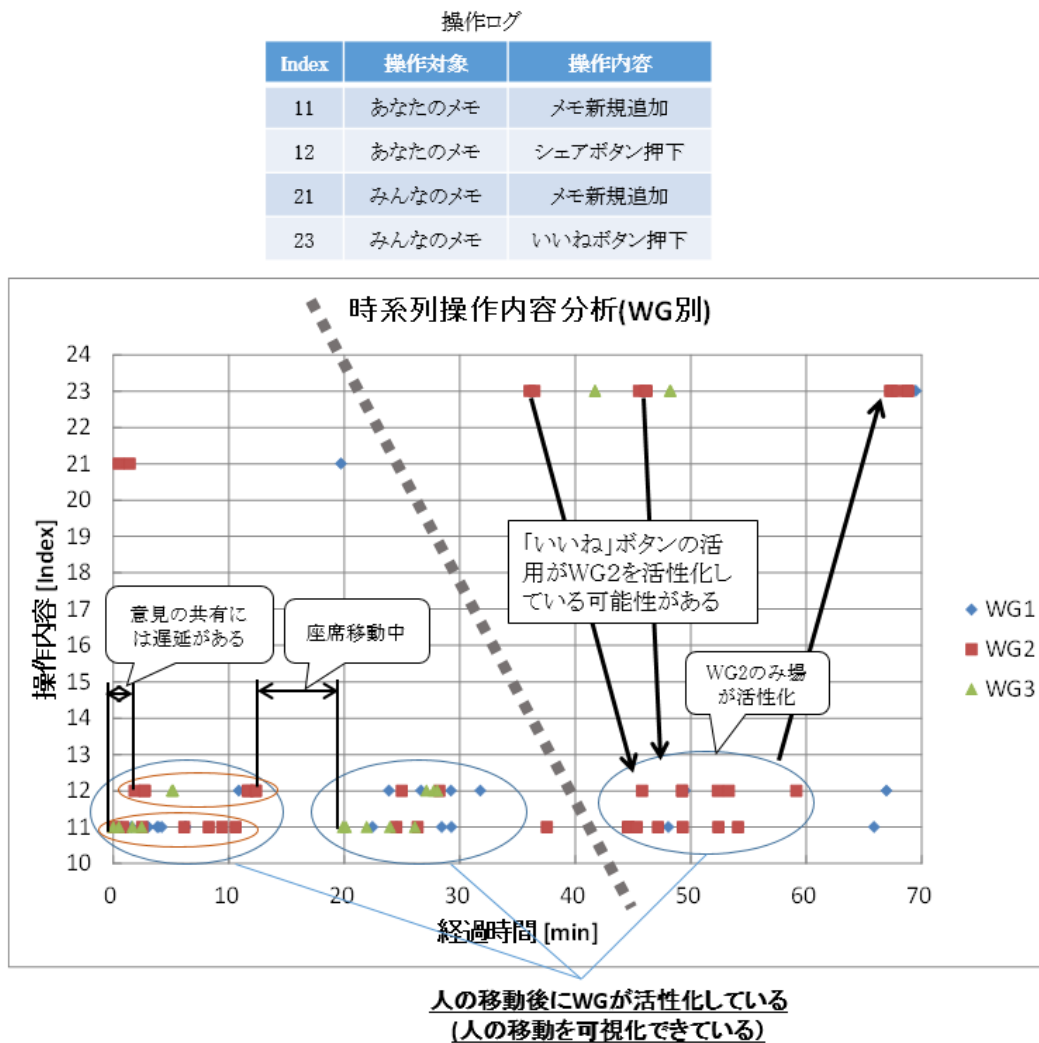 操作ログ
Index 操作対象 操作内容
11 あなたのメモ メモ新規追加
12 あなたのメモ シェアボタン押下
21 みんなのメモ メモ新規追加
23 みんなのメモ いいねボタン押下
時系列操作内容分析(WG別)
操作内容 [Index]
24
23
22
21
20
19
18
17
16
15
14
13
12
11
10
「いいね」ボタンの活
用がWG2を活性化し
ている可能性がある
意見の共有に
は遅延がある
座席移動中
WG2のみ場
が活性化
WG1
WG2
WG3
0 10 20 30 40 50 60 70
経過時間 [min]
人の移動後にWGが活性化している
(人の移動を可視化できている)